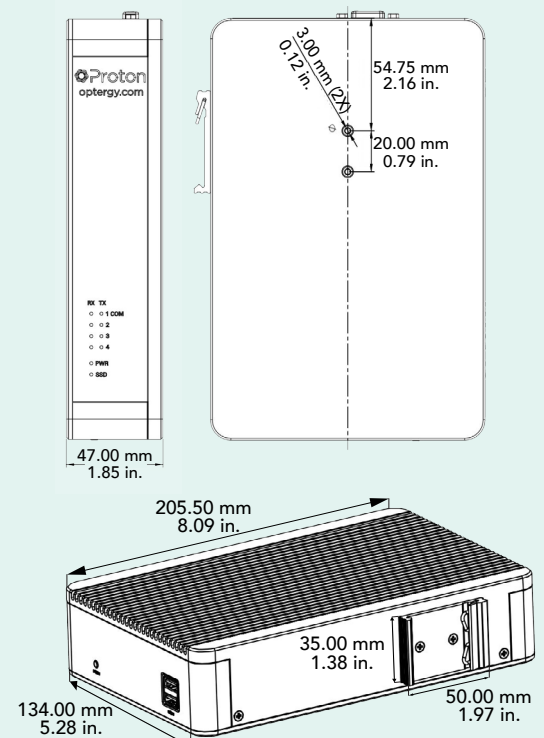 Proton
optergy.com
RX TX
1 COM
2
3
4
PWR
SSD
47.00 mm
1.85 in.
3.00 mm (2X)
0.12 in.
54.75 mm
2.16 in.
20.00 mm
0.79 in.
205.50 mm
8.09 in.
35.00 mm
1.38 in.
50.00 mm
1.97 in.
134.00 mm
5.28 in.